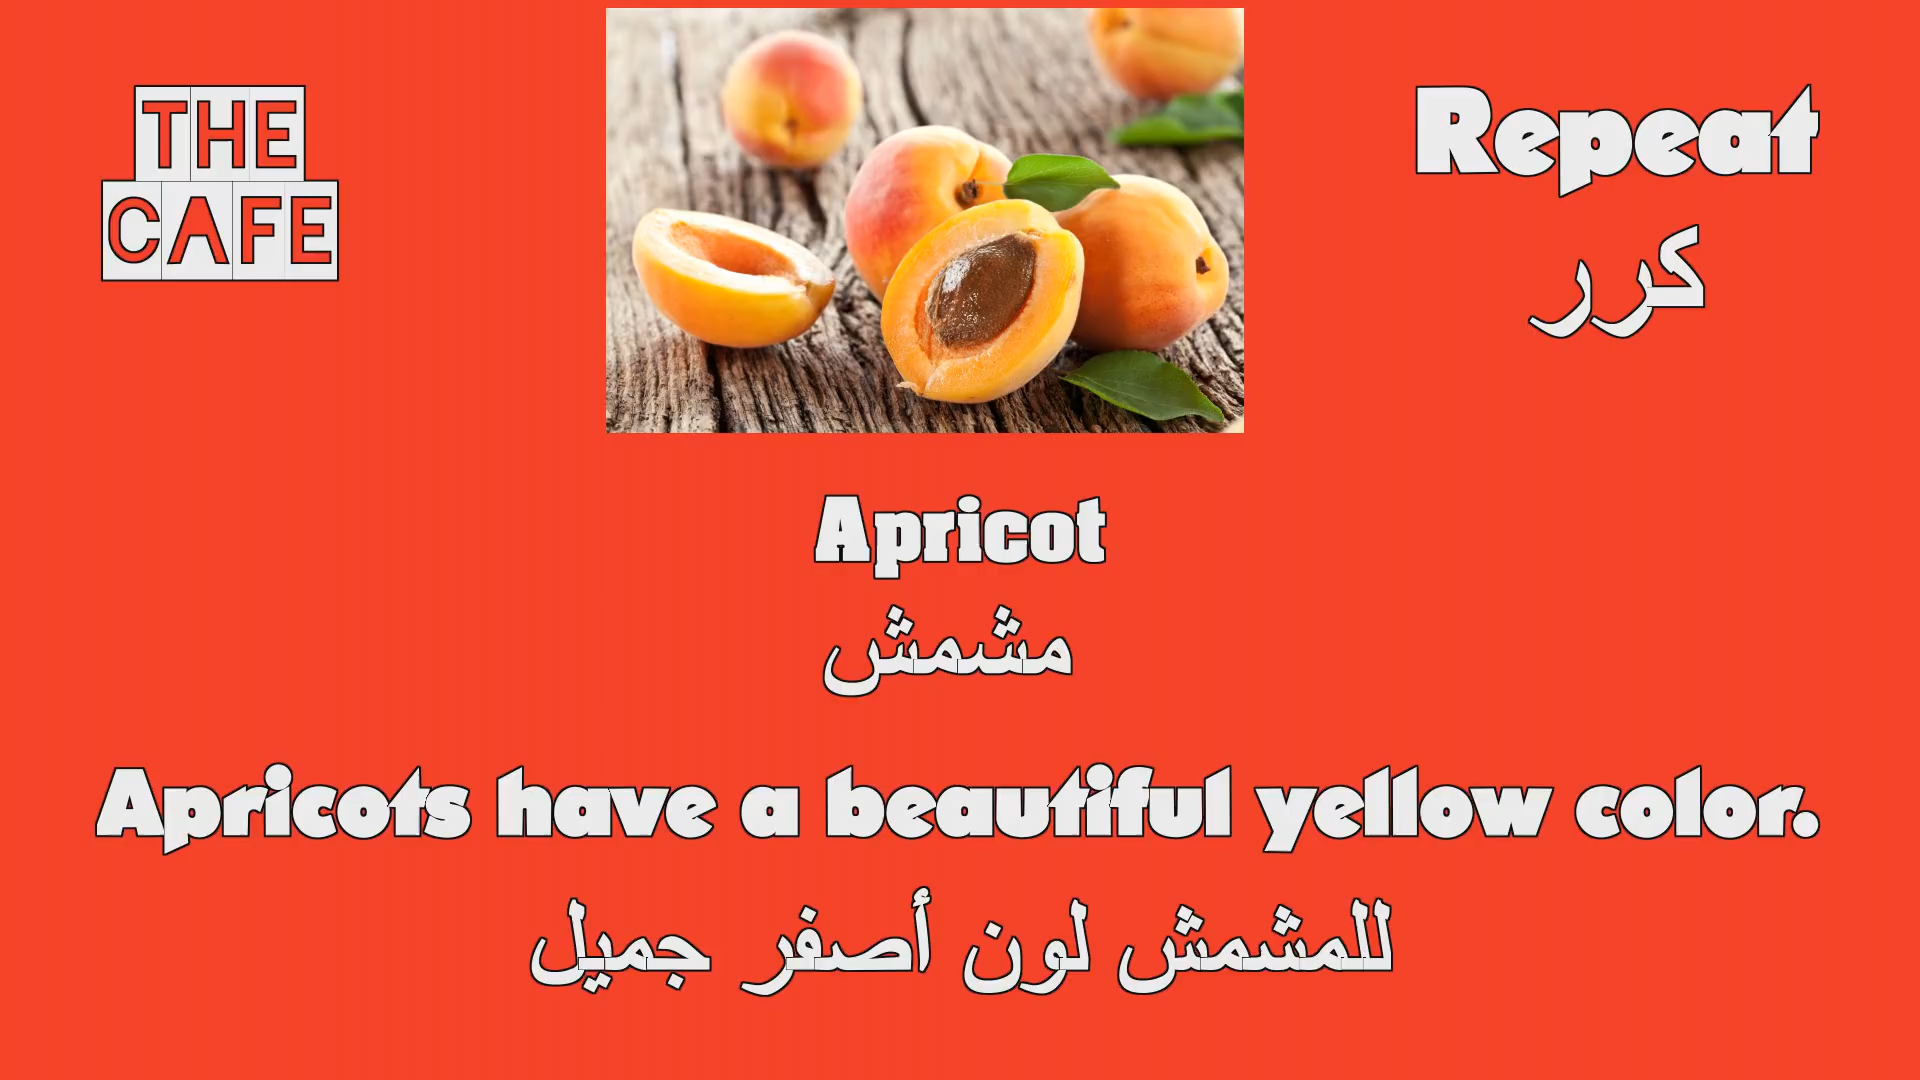 THE
CAFE
Repeat
كرر
Apricot
مشمش
Apricots have a beautiful yellow color.
للمشمش لون أصفر جميل